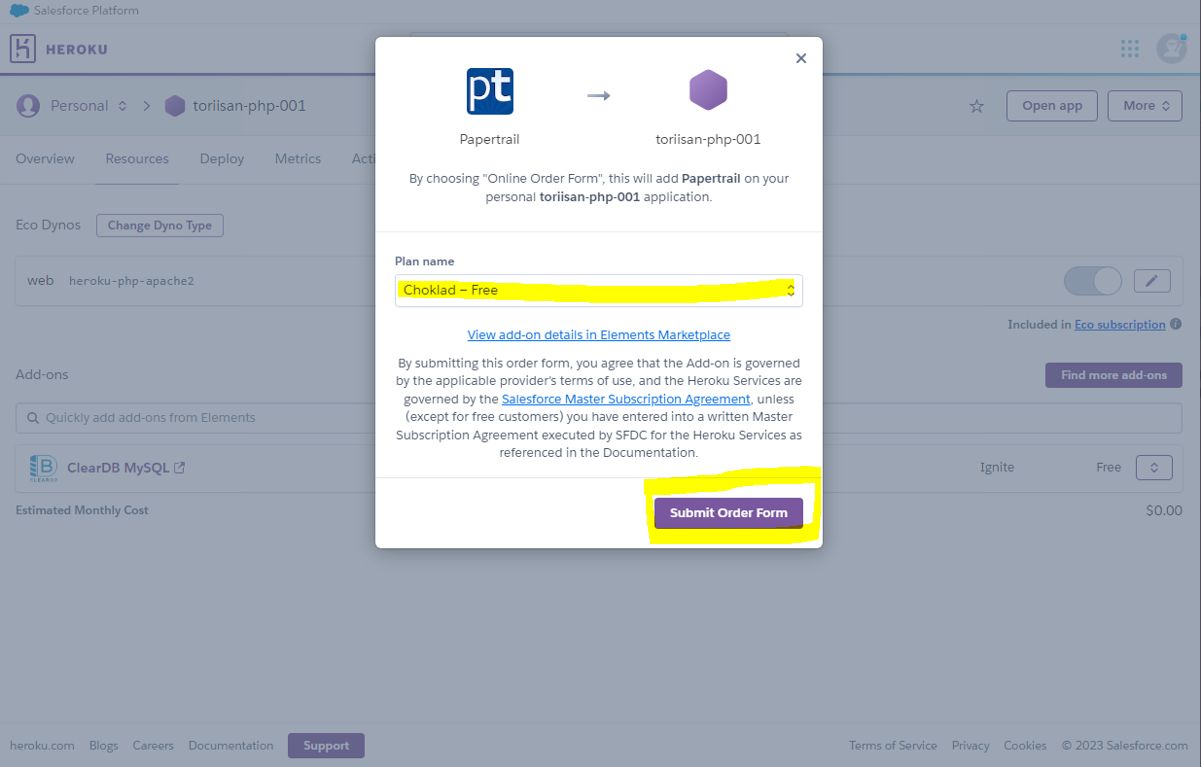 Salesforce Platform
HEROKU
Personal
toriisan-php-001
Open app
More
Overview
Resources
Deploy
Metrics
Eco Dynos
Change Dyno Type
web
heroku-php-apache2
Included in Eco subscription
Add-ons
Find more add-ons
Quickly add add-ons from Elements
CLEARDB
ClearDB MySQL
Ignite
Free
Estimated Monthly Cost
$0.00
pt
Papertrail
toriisan-php-001
By choosing "Online Order Form", this will add Papertrail on your
personal toriisan-php-001 application.
Plan name
Choklad – Free
View add-on details in Elements Marketplace
By submitting this order form, you agree that the Add-on is governed
by the applicable provider's terms of use, and the Heroku Services are
governed by the Salesforce Master Subscription Agreement, unless
(except for free customers) you have entered into a written Master
Subscription Agreement executed by SFDC for the Heroku Services as
referenced in the Documentation.
Submit Order Form
heroku.com
Blogs
Careers
Documentation
Support
Terms of Service
Privacy
Cookies
© 2023 Salesforce.com